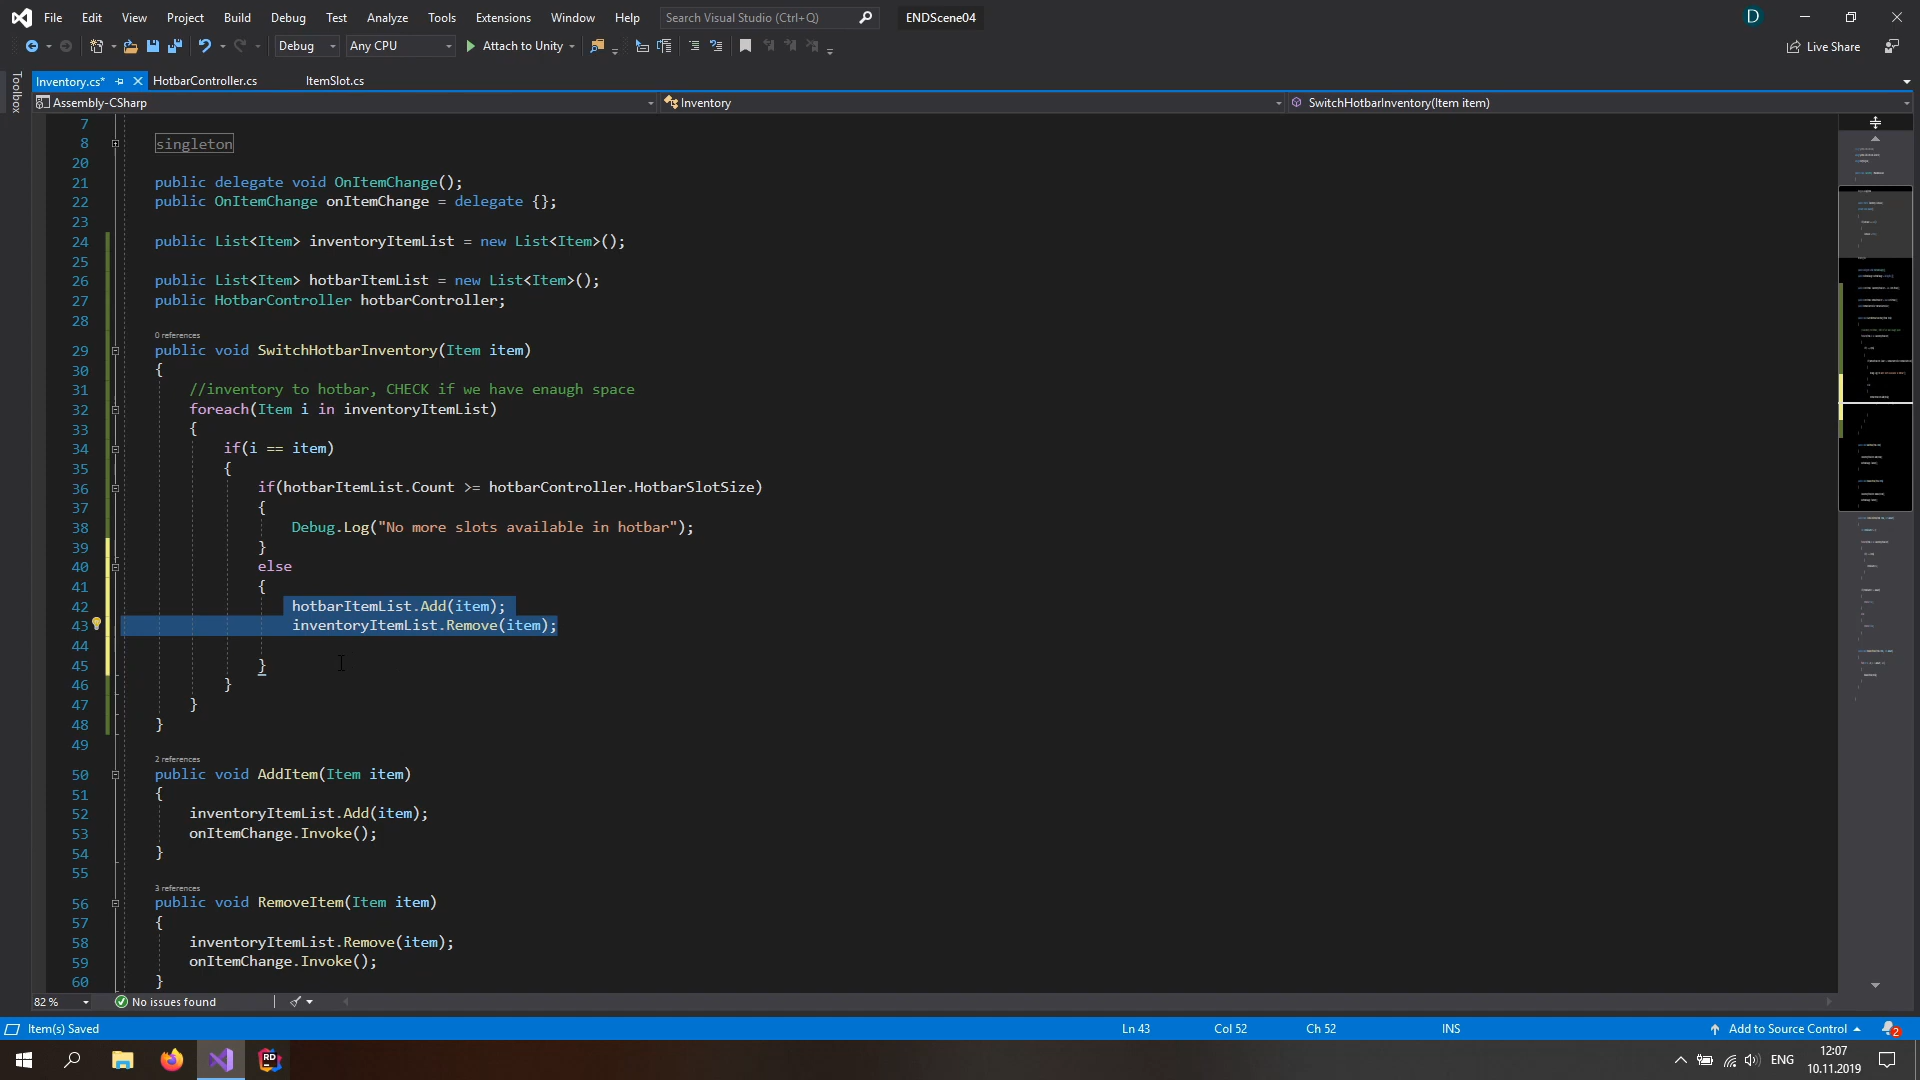 File Edit View Project Build Debug Test Analyze Tools Extensions Window Help Search Visual Studio (Ctrl+Q) ENDScene04 D
Debug Any CPU Attach to Unity Live Share
Toolbox
Inventory.cs* HotbarController.cs ItemSlot.cs
Assembly-CSharp Inventory SwitchHotbarInventory(Item item)
7
8 singleton
20
21 public delegate void OnItemChange();
22 public OnItemChange onItemChange = delegate {};
23
24 public List<Item> inventoryItemList = new List<Item>();
25
26 public List<Item> hotbarItemList = new List<Item>();
27 public HotbarController hotbarController;
28
0 references
29 public void SwitchHotbarInventory(Item item)
30 {
31 //inventory to hotbar, CHECK if we have enaugh space
32 foreach(Item i in inventoryItemList)
33 {
34 if(i == item)
35 {
36 if(hotbarItemList.Count >= hotbarController.HotbarSlotSize)
37 {
38 Debug.Log("No more slots available in hotbar");
39 }
40 else
41 {
42 hotbarItemList.Add(item);
43 inventoryItemList.Remove(item);
44
45 }
46 }
47 }
48 }
49
2 references
50 public void AddItem(Item item)
51 {
52 inventoryItemList.Add(item);
53 onItemChange.Invoke();
54 }
55
3 references
56 public void RemoveItem(Item item)
57 {
58 inventoryItemList.Remove(item);
59 onItemChange.Invoke();
60 }
82 % No issues found
Item(s) Saved Ln 43 Col 52 Ch 52 INS Add to Source Control 2
RD ENG 12:07
10.11.2019